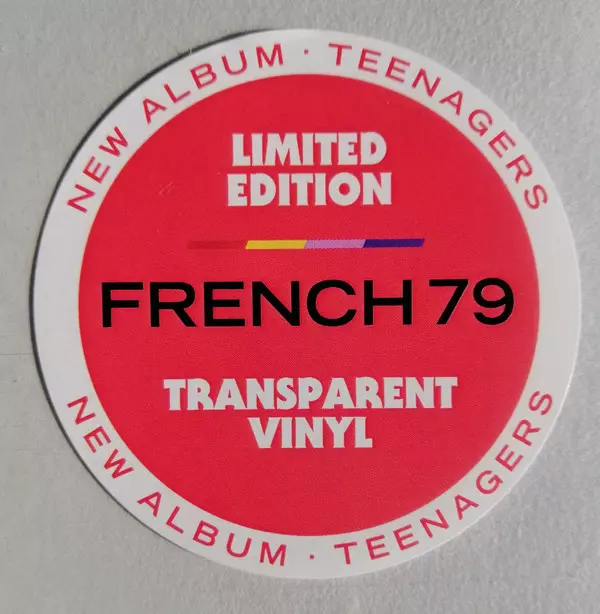 NEW ALBUM · TEENAGERS
LIMITED
EDITION
FRENCH 79
TRANSPARENT
VINYL
NEW ALBUM · TEENAGERS